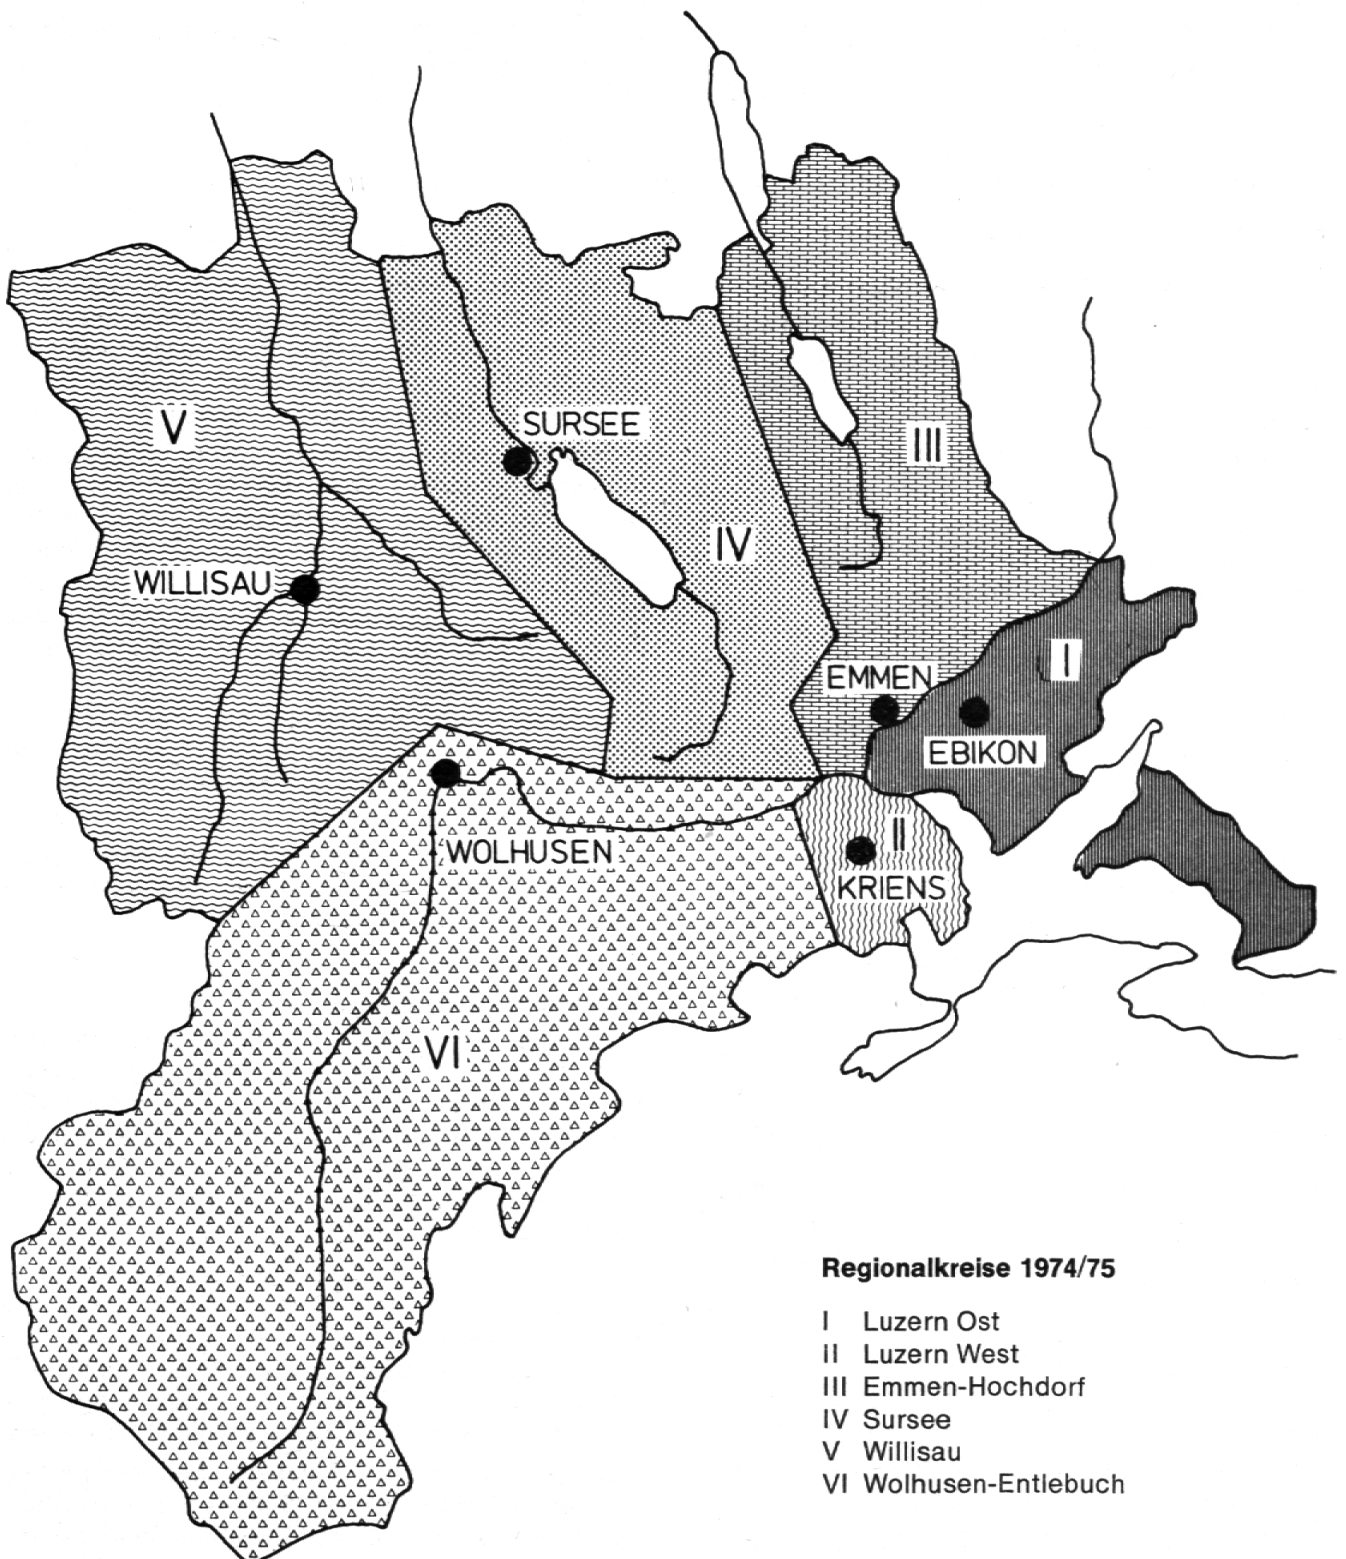 SURSEE
V
III
IV
WILLISAU
I
EMMEN
EBIKON
II
WOLHUSEN
KRIENS
VI
Regionalkreise 1974/75
I Luzern Ost
II Luzern West
III Emmen-Hochdorf
IV Sursee
V Willisau
VI Wolhusen-Entlebuch